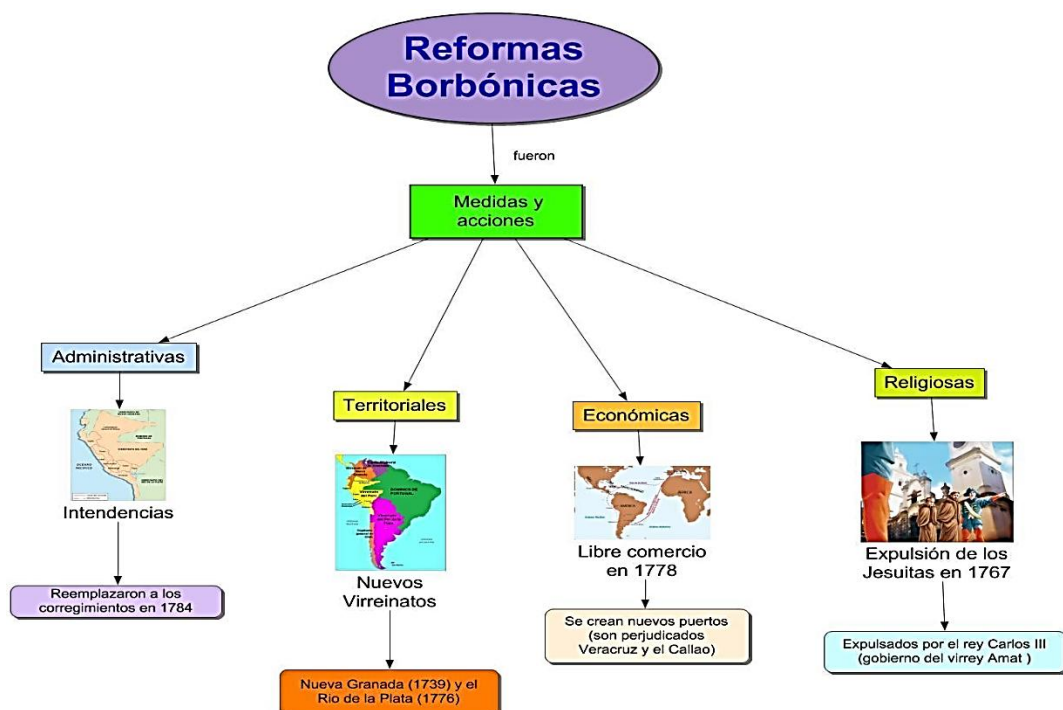 Reformas
Borbónicas
fueron
Medidas y
acciones
Administrativas
Intendencias
Reemplazaron a los
corregimientos en 1784
Territoriales
Nuevos
Virreinatos
Nueva Granada (1739) y el
Rio de la Plata (1776)
Económicas
Libre comercio
en 1778
Se crean nuevos puertos
(son perjudicados
Veracruz y el Callao)
Religiosas
Expulsión de los
Jesuitas en 1767
Expulsados por el rey Carlos III
(gobierno del virrey Amat )